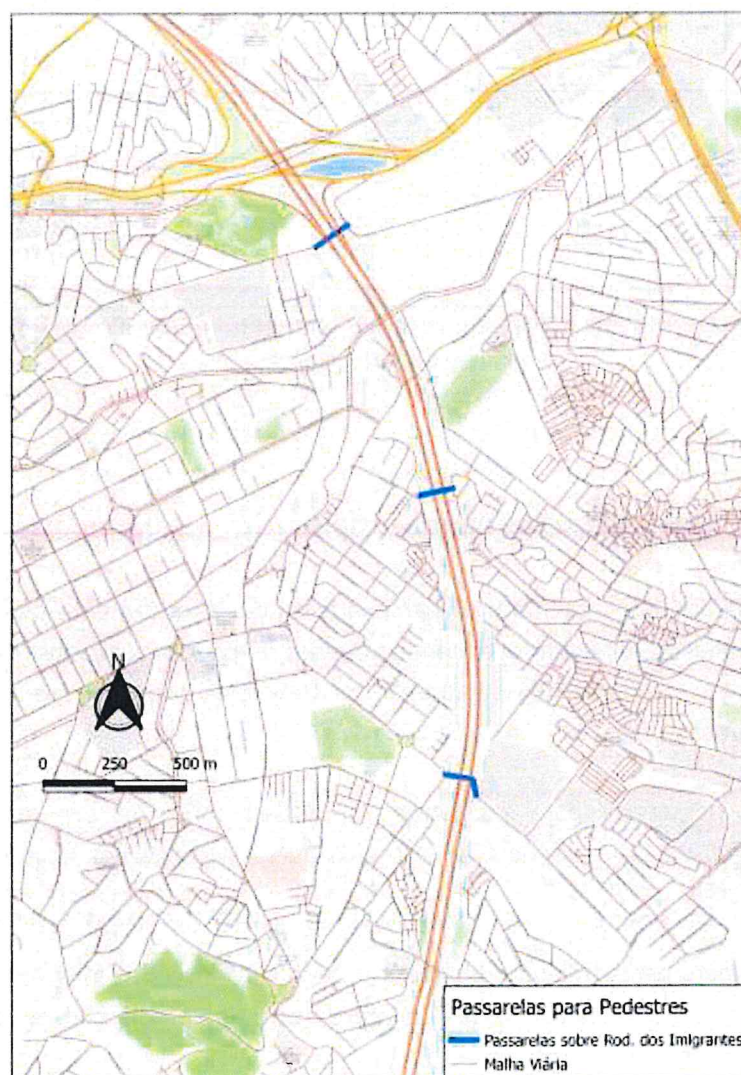 N
0 250 500 m
Passarelas para Pedestres
Passarelas sobre Rod. dos Imigrantes
Malha Viária